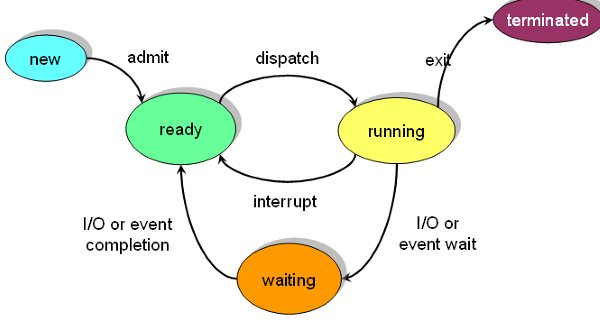 terminated
new
admit
dispatch
exit
ready
running
interrupt
I/O or event
completion
I/O or
event wait
waiting